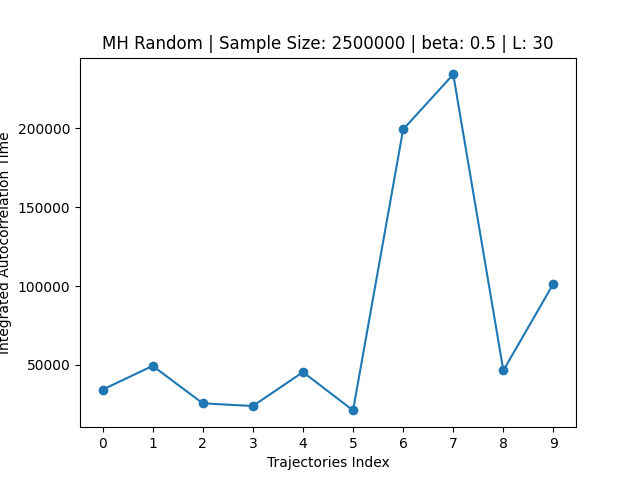 MH Random | Sample Size: 2500000 | beta: 0.5 | L: 30
Integrated Autocorrelation Time
200000
150000
100000
50000
0 1 2 3 4 5 6 7 8 9
Trajectories Index